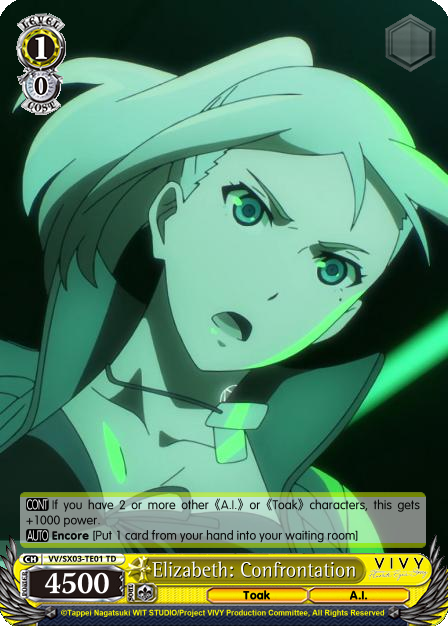 LEVEL
1
0
COST
CONT If you have 2 or more other 《A.I.》 or 《Toak》 characters, this gets
+1000 power.
AUTO Encore [Put 1 card from your hand into your waiting room]
CH VV/SX03-TE01 TD
POWER 4500 SOUL Elizabeth: Confrontation
VIVY
Toak A.I.
©Tappei Nagatsuki WIT STUDIO/Project VIVY Production Committee, All Rights Reserved